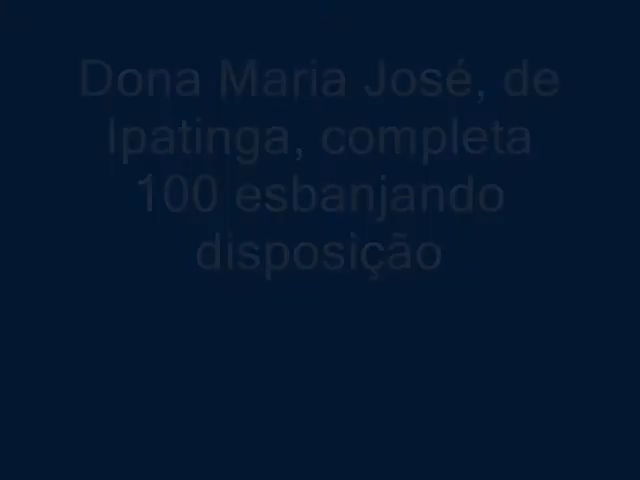 Dona Maria José, de
Ipatinga, completa
100 esbanjando
disposição